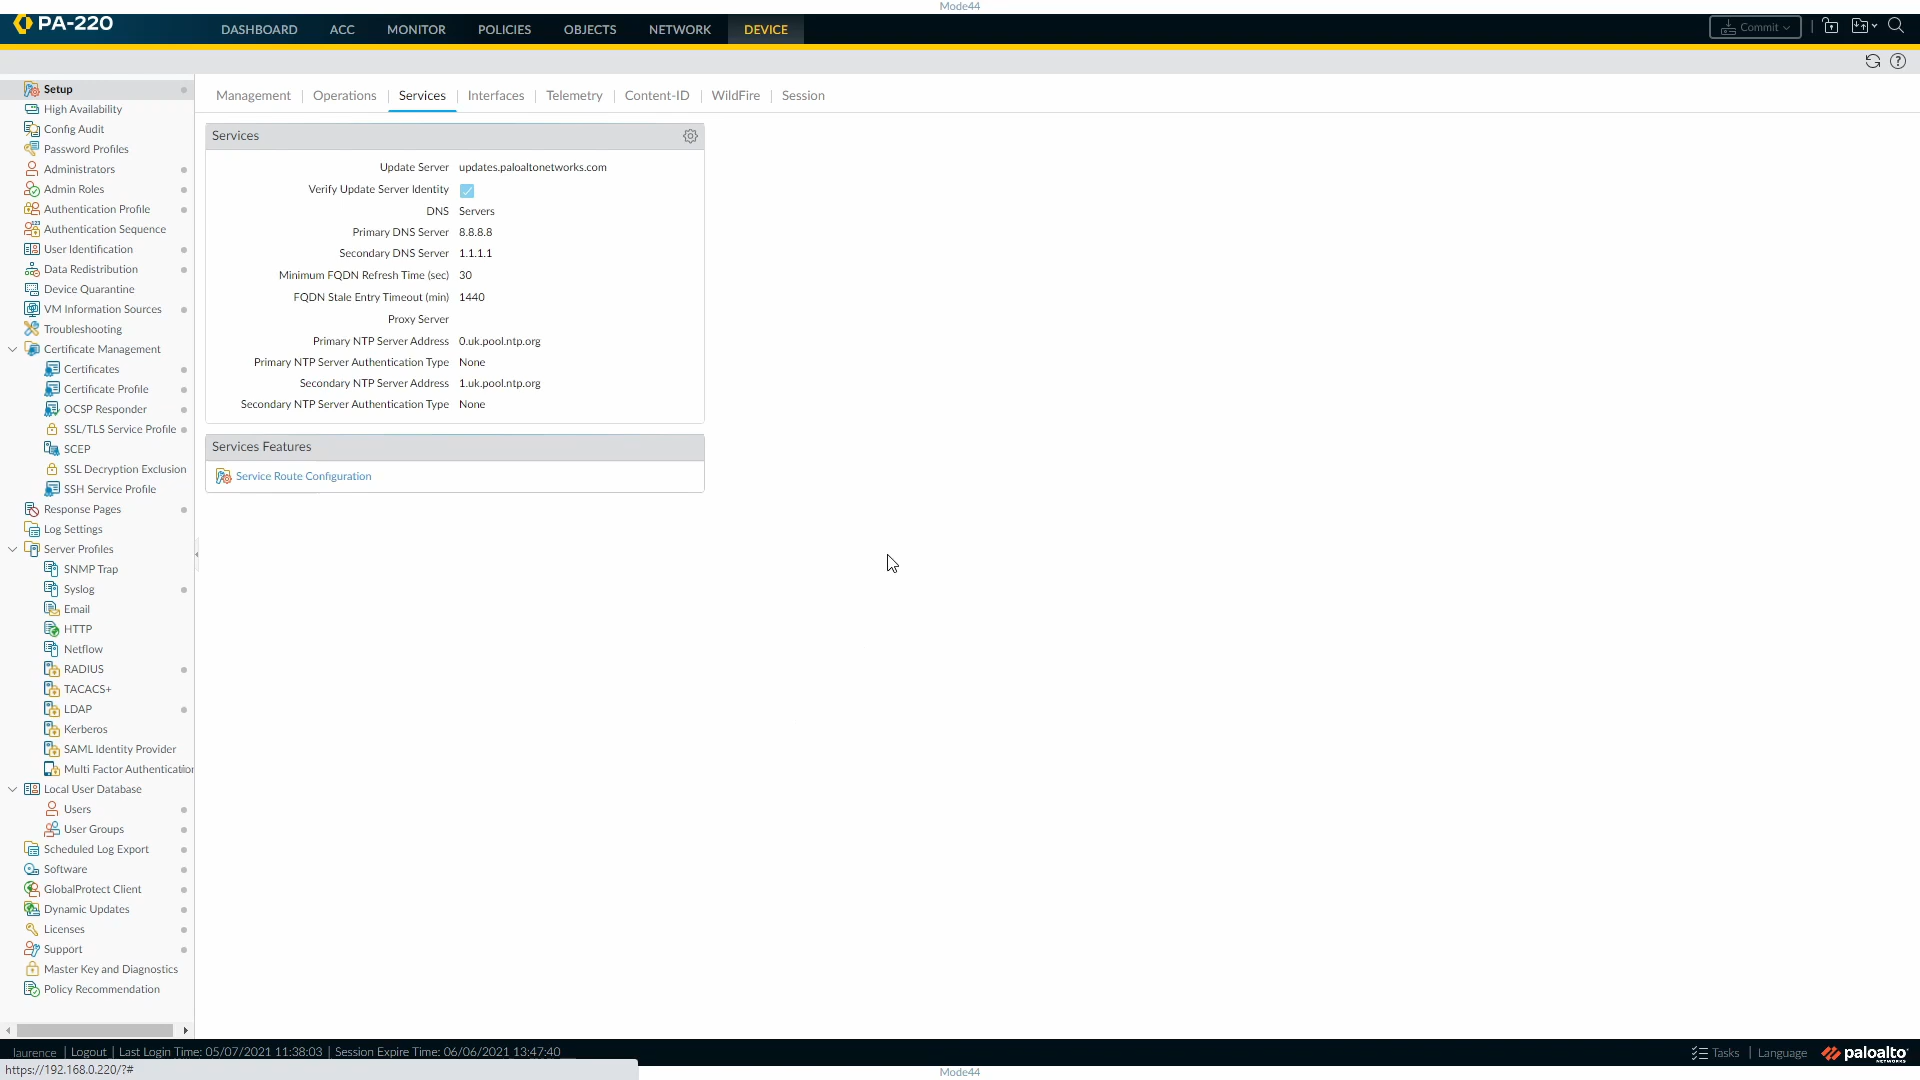 Mode44
PA-220
DASHBOARD ACC MONITOR POLICIES OBJECTS NETWORK DEVICE
Commit
Setup
High Availability
Config Audit
Password Profiles
Administrators
Admin Roles
Authentication Profile
Authentication Sequence
User Identification
Data Redistribution
Device Quarantine
VM Information Sources
Troubleshooting
Certificate Management
Certificates
Certificate Profile
OCSP Responder
SSL/TLS Service Profile
SCEP
SSL Decryption Exclusion
SSH Service Profile
Response Pages
Log Settings
Server Profiles
SNMP Trap
Syslog
Email
HTTP
Netflow
RADIUS
TACACS+
LDAP
Kerberos
SAML Identity Provider
Multi Factor Authentication
Local User Database
Users
User Groups
Scheduled Log Export
Software
GlobalProtect Client
Dynamic Updates
Licenses
Support
Master Key and Diagnostics
Policy Recommendation
Management | Operations | Services | Interfaces | Telemetry | Content-ID | WildFire | Session
Services
Update Server updates.paloaltonetworks.com
Verify Update Server Identity
DNS Servers
Primary DNS Server 8.8.8.8
Secondary DNS Server 1.1.1.1
Minimum FQDN Refresh Time (sec) 30
FQDN Stale Entry Timeout (min) 1440
Proxy Server
Primary NTP Server Address 0.uk.pool.ntp.org
Primary NTP Server Authentication Type None
Secondary NTP Server Address 1.uk.pool.ntp.org
Secondary NTP Server Authentication Type None
Services Features
Service Route Configuration
laurence | Logout | Last Login Time: 05/07/2021 11:38:03 | Session Expire Time: 06/06/2021 13:47:40
Tasks | Language paloalto NETWORKS
https://192.168.0.220/?#
Mode44